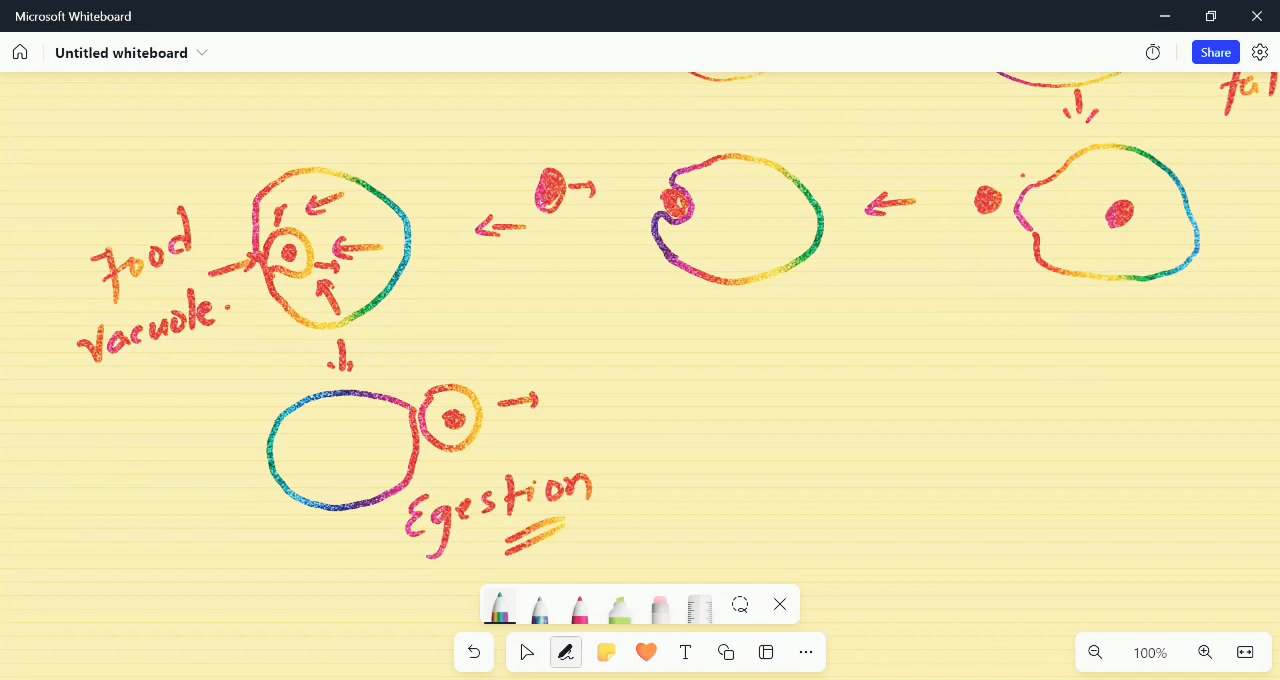 Microsoft Whiteboard
Untitled whiteboard
Share
Food
vacuole.
Egestion
100%